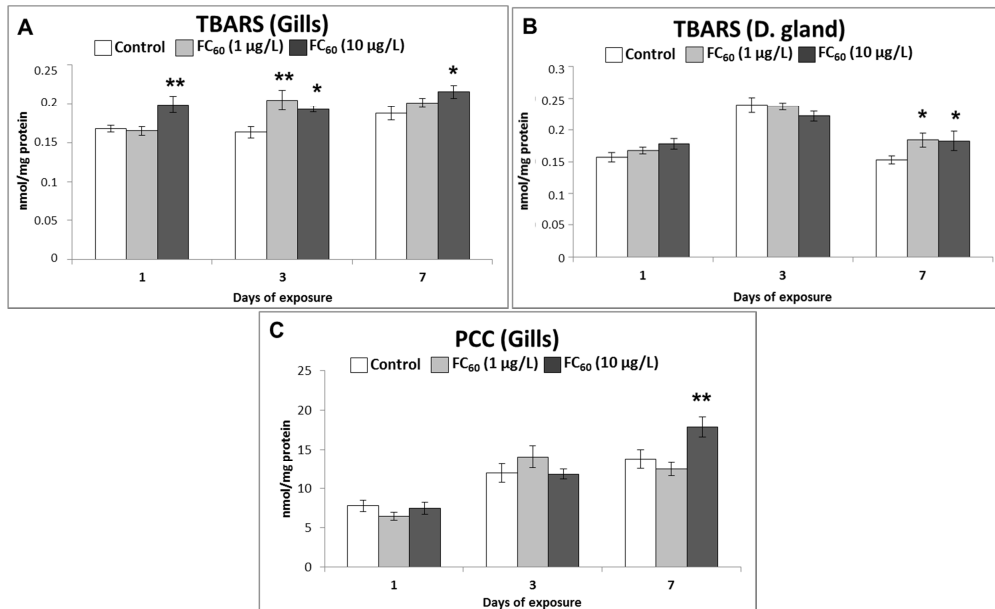 A
TBARS (Gills)
Control FC60 (1 µg/L) FC60 (10 µg/L)
nmol/mg protein
0.25
0.2
0.15
0.1
0.05
0
** ** * *
1 3 7
Days of exposure
B
TBARS (D. gland)
Control FC60 (1 µg/L) FC60 (10 µg/L)
nmol/mg protein
0.3
0.25
0.2
0.15
0.1
0.05
0
* *
1 3 7
Days of exposure
C
PCC (Gills)
Control FC60 (1 µg/L) FC60 (10 µg/L)
nmol/mg protein
25
20
15
10
5
0
**
1 3 7
Days of exposure